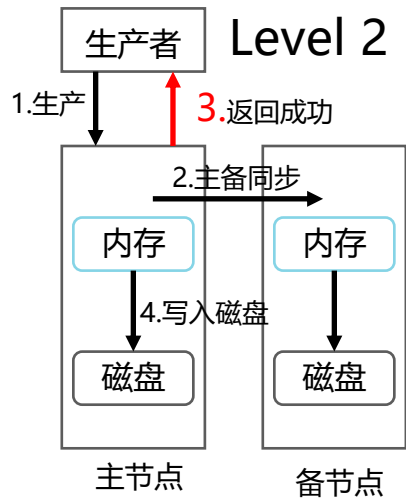 生产者
Level 2
1.生产
3.返回成功
2.主备同步
内存
内存
4.写入磁盘
磁盘
磁盘
主节点
备节点